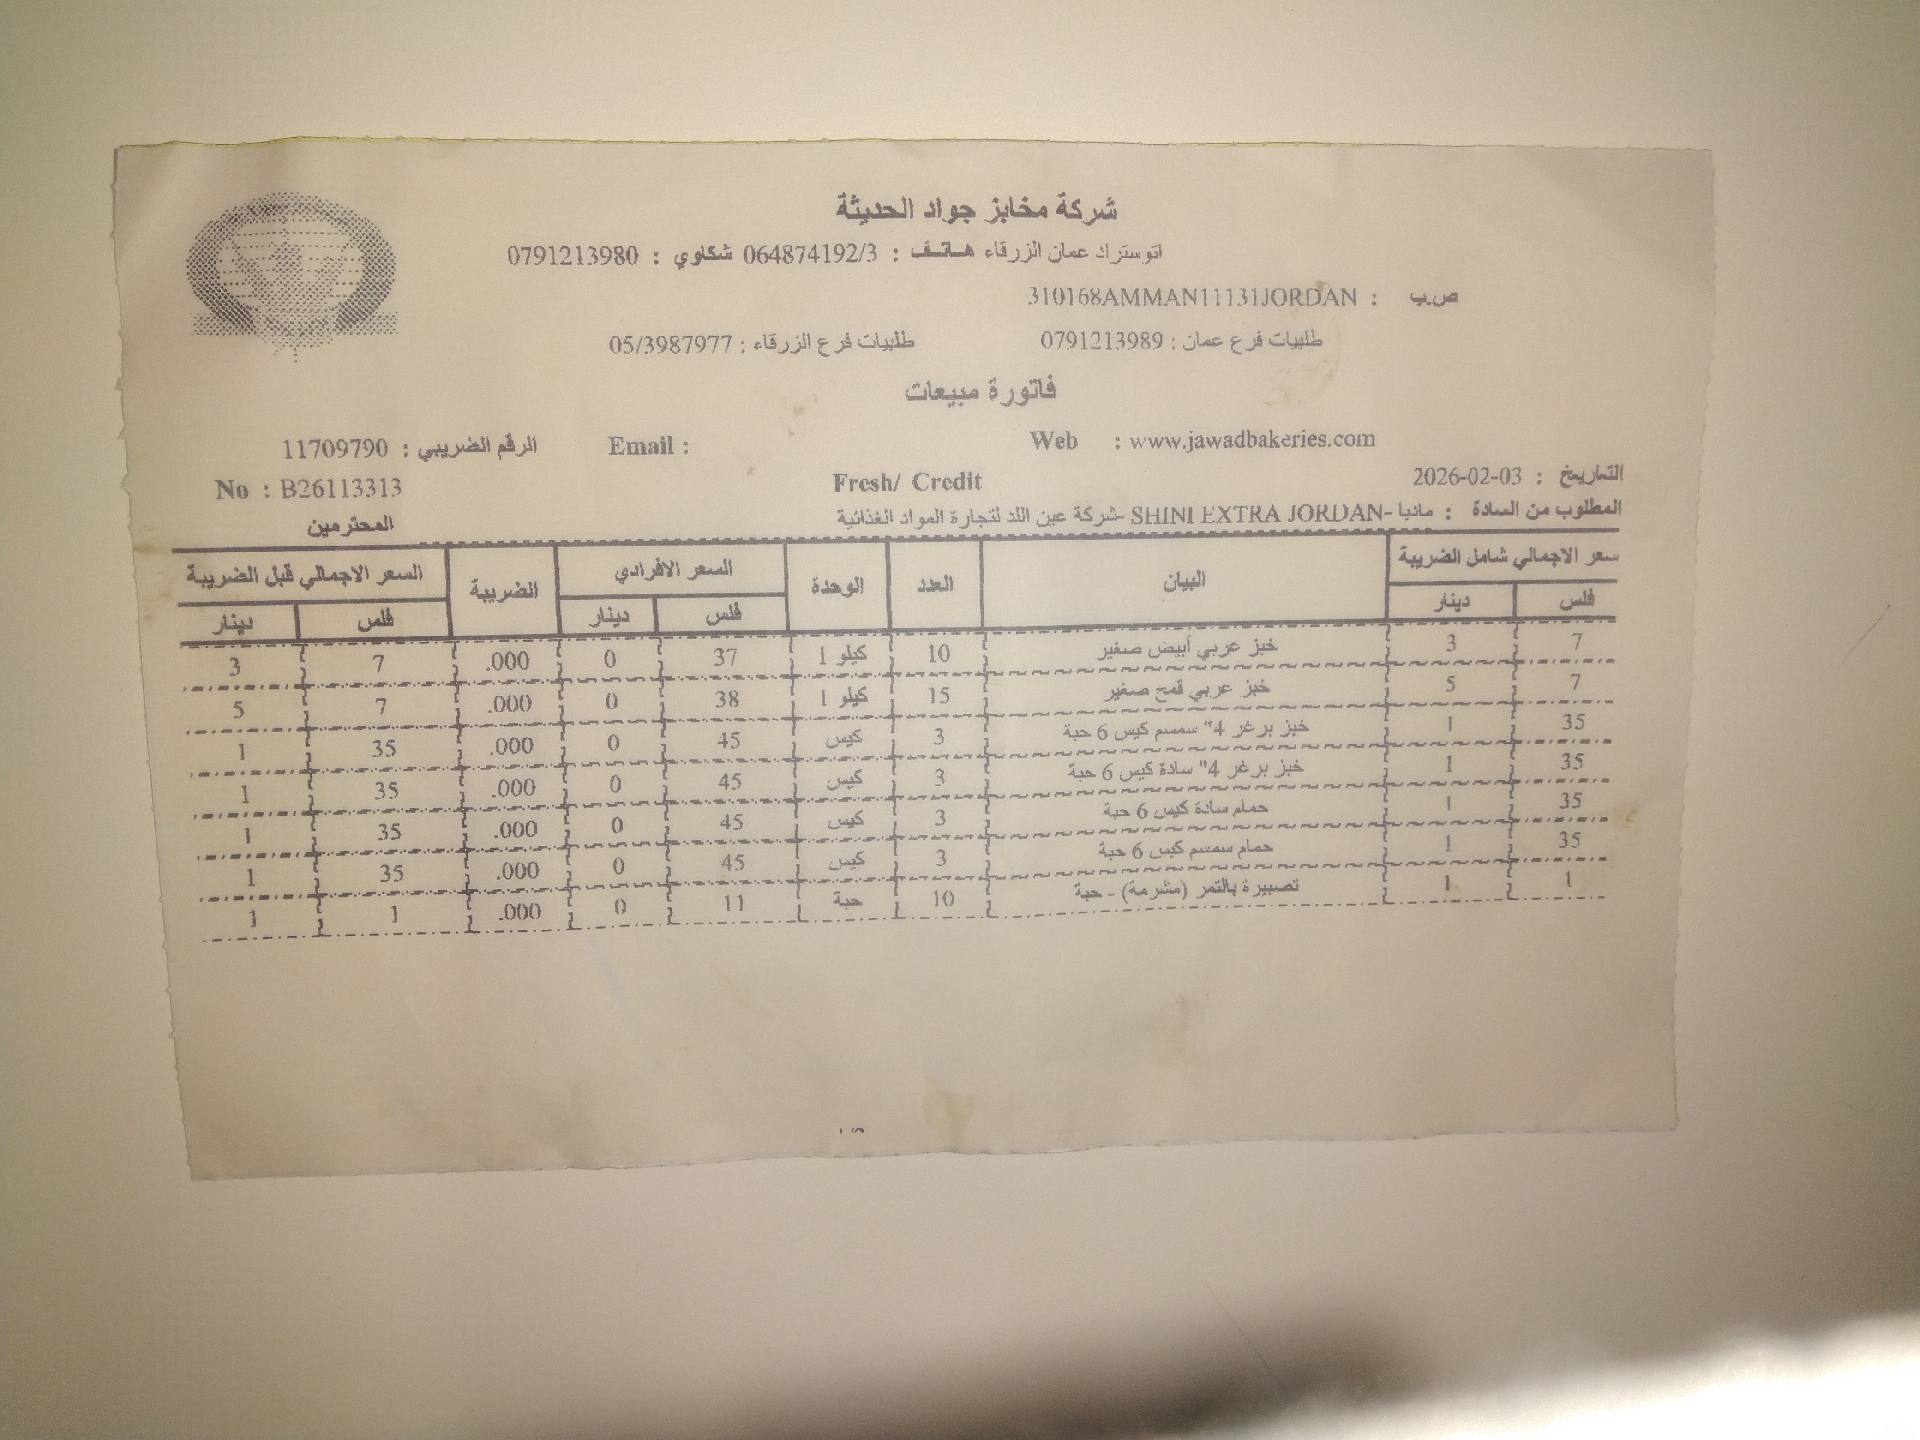 شركة مخابز جواد الحديثة
اتوستراد عمان الزرقاء هـاتـف : 064874192/3 شكاوي : 0791213980
ص.ب : 310168AMMAN11131JORDAN
طلبيات فرع عمان : 0791213989 طلبيات فرع الزرقاء : 05/3987977
فاتورة مبيعات
Web : www.jawadbakeries.com Email : الرقم الضريبي : 11709790
التاريخ : 2026-02-03 Fresh/ Credit No : B26113313
المطلوب من السادة : مادبا -SHINI EXTRA JORDAN -شركة عبن اللد لتجارة المواد الغذائية المحترمين
سعر الاجمالي شامل الضريبة البيان العدد الوحدة السعر الافرادي الضريبة السعر الاجمالي قبل الضريبة
فلس دينار فلس دينار فلس دينار
7 3 خبز عربي أبيض صغير 10 كيلو 1 37 0 .000 7 3
7 5 خبز عربي قمح صغير 15 كيلو 1 38 0 .000 7 5
35 1 خبز برغر 4" سمسم كيس 6 حبة 3 كيس 45 0 .000 35 1
35 1 خبز برغر 4" سادة كيس 6 حبة 3 كيس 45 0 .000 35 1
35 1 حمام سادة كيس 6 حبة 3 كيس 45 0 .000 35 1
35 1 حمام سمسم كيس 6 حبة 3 كيس 45 0 .000 35 1
1 1 تصبيرة بالتمر (مشرمة) - حبة 10 حبة 11 0 .000 1 1